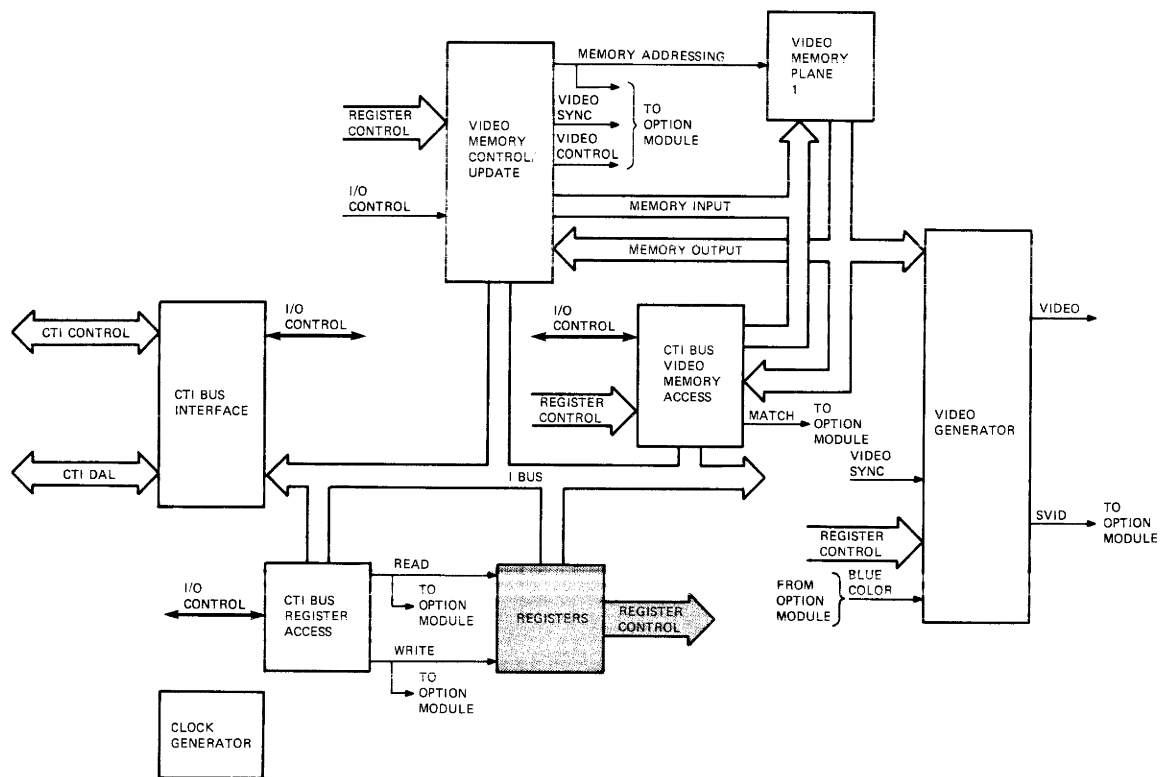 MEMORY ADDRESSING
VIDEO
MEMORY
PLANE
1
REGISTER
CONTROL
VIDEO
MEMORY
CONTROL/
UPDATE
VIDEO
SYNC
VIDEO
CONTROL
TO
OPTION
MODULE
I/O
CONTROL
MEMORY INPUT
MEMORY OUTPUT
CTI CONTROL
CTI BUS
INTERFACE
I/O
CONTROL
CTI DAL
I/O
CONTROL
CTI BUS
VIDEO
MEMORY
ACCESS
REGISTER
CONTROL
MATCH
TO
OPTION
MODULE
VIDEO
GENERATOR
VIDEO
VIDEO
SYNC
SVID
TO
OPTION
MODULE
REGISTER
CONTROL
FROM
OPTION
MODULE
BLUE
COLOR
I BUS
I/O
CONTROL
CTI BUS
REGISTER
ACCESS
READ
TO
OPTION
MODULE
WRITE
TO
OPTION
MODULE
REGISTERS
REGISTER
CONTROL
CLOCK
GENERATOR